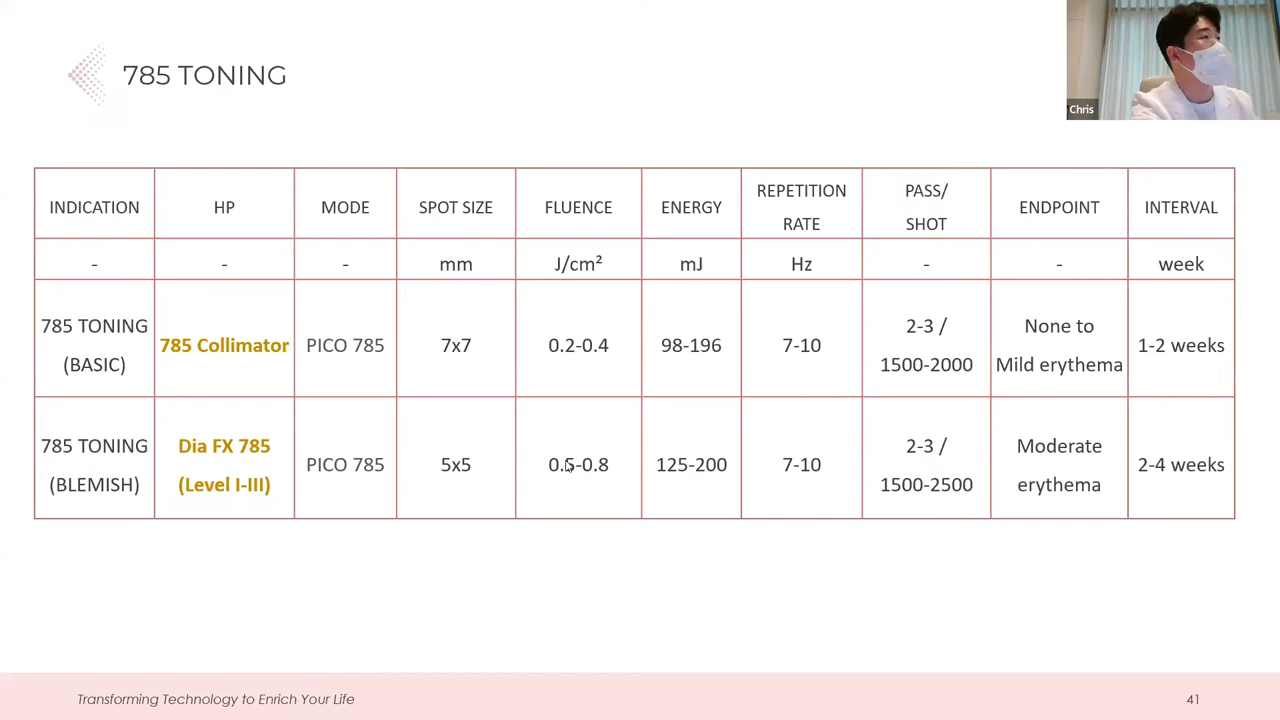 785 TONING
Chris
INDICATION HP MODE SPOT SIZE FLUENCE ENERGY REPETITION RATE PASS/ SHOT ENDPOINT INTERVAL
- - - mm J/cm² mJ Hz - - week
785 TONING (BASIC) 785 Collimator PICO 785 7x7 0.2-0.4 98-196 7-10 2-3 / 1500-2000 None to Mild erythema 1-2 weeks
785 TONING (BLEMISH) Dia FX 785 (Level I-III) PICO 785 5x5 0.5-0.8 125-200 7-10 2-3 / 1500-2500 Moderate erythema 2-4 weeks
Transforming Technology to Enrich Your Life
41